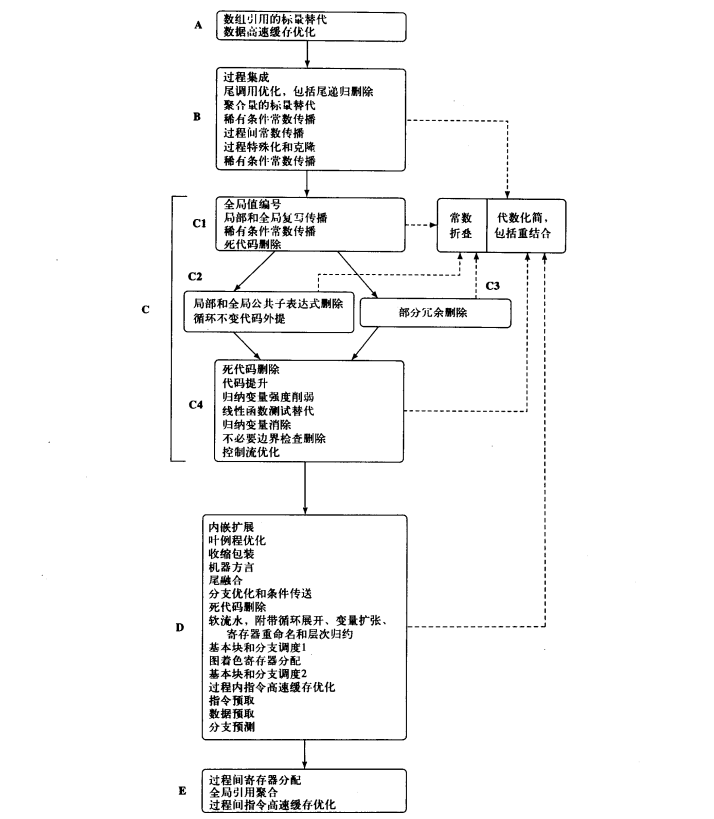 A
数组引用的标量替代
数据高速缓存优化
B
过程集成
尾调用优化，包括尾递归删除
聚合量的标量替代
稀有条件常数传播
过程间常数传播
过程特殊化和克隆
稀有条件常数传播
C
C1
全局值编号
局部和全局复写传播
稀有条件常数传播
死代码删除
常数
折叠
代数化简，
包括重结合
C2
局部和全局公共子表达式删除
循环不变代码外提
C3
部分冗余删除
C4
死代码删除
代码提升
归纳变量强度削弱
线性函数测试替代
归纳变量消除
不必要边界检查删除
控制流优化
D
内嵌扩展
叶例程优化
收缩包装
机器方言
尾融合
分支优化和条件传送
死代码删除
软流水，附带循环展开、变量扩张、
寄存器重命名和层次归约
基本块和分支调度1
图着色寄存器分配
基本块和分支调度2
过程内指令高速缓存优化
指令预取
数据预取
分支预测
E
过程间寄存器分配
全局引用聚合
过程间指令高速缓存优化